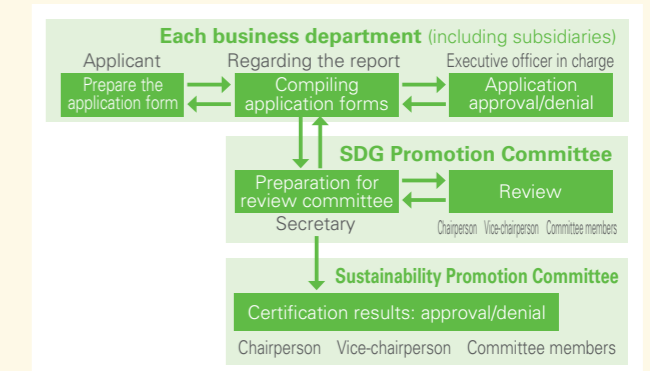 Each business department (including subsidiaries)
Applicant
Regarding the report
Executive officer in charge
Prepare the
application form
Compiling
application forms
Application
approval/denial
SDG Promotion Committee
Preparation for
review committee
Review
Secretary
Chairperson Vice-chairperson Committee members
Sustainability Promotion Committee
Certification results: approval/denial
Chairperson Vice-chairperson Committee members